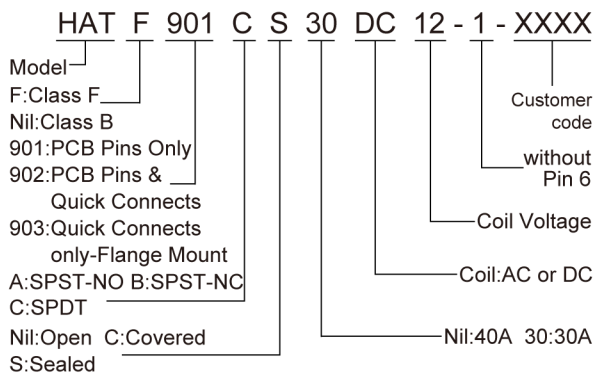 HAT F 901 C S 30 DC 12 - 1 - XXXX
Model
F:Class F
Nil:Class B
901:PCB Pins Only
902:PCB Pins &
Quick Connects
903:Quick Connects
only-Flange Mount
A:SPST-NO B:SPST-NC
C:SPDT
Nil:Open C:Covered
S:Sealed
Customer
code
without
Pin 6
Coil Voltage
Coil:AC or DC
Nil:40A 30:30A